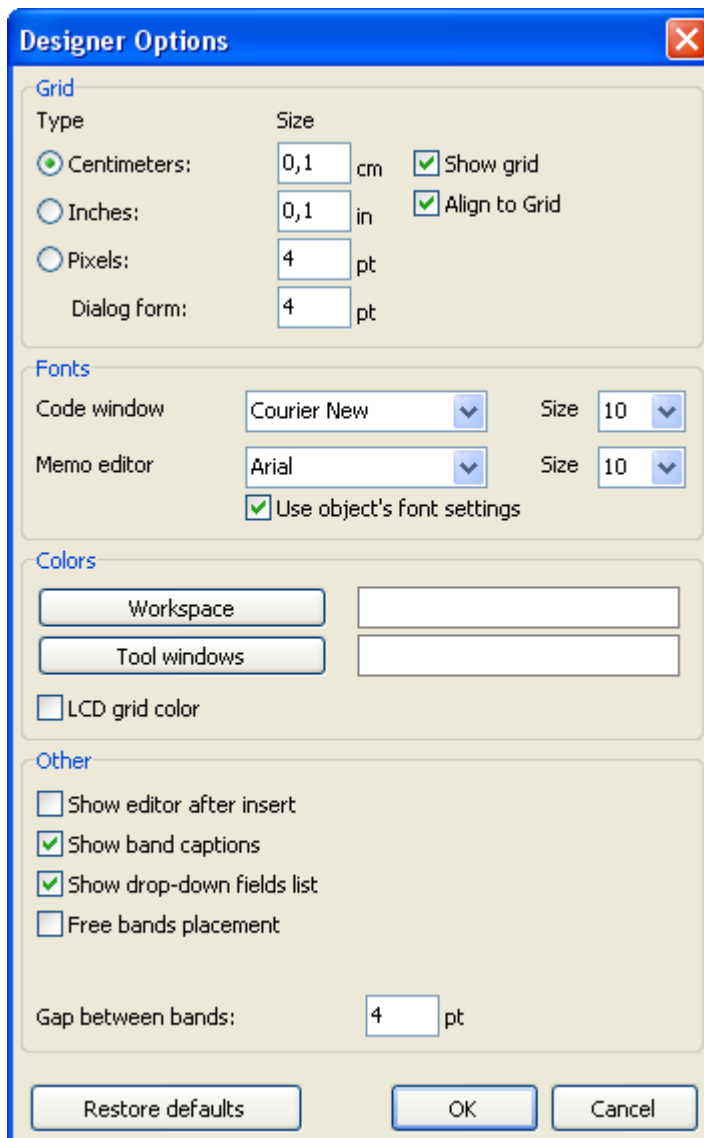 Designer Options
Grid
Type Size
Centimeters: 0,1 cm Show grid
Inches: 0,1 in Align to Grid
Pixels: 4 pt
Dialog form: 4 pt
Fonts
Code window Courier New Size 10
Memo editor Arial Size 10
Use object's font settings
Colors
Workspace
Tool windows
LCD grid color
Other
Show editor after insert
Show band captions
Show drop-down fields list
Free bands placement
Gap between bands: 4 pt
Restore defaults OK Cancel